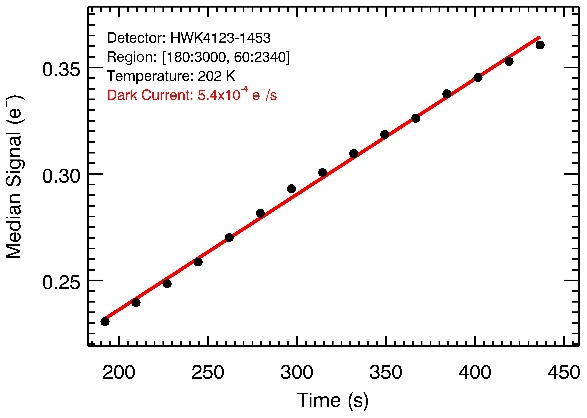 Detector: HWK4123-1453
Region: [180:3000, 60:2340]
Temperature: 202 K
Dark Current: 5.4x10⁻⁴ e⁻/s
0.35
0.30
0.25
Median Signal (e⁻)
200 250 300 350 400 450
Time (s)